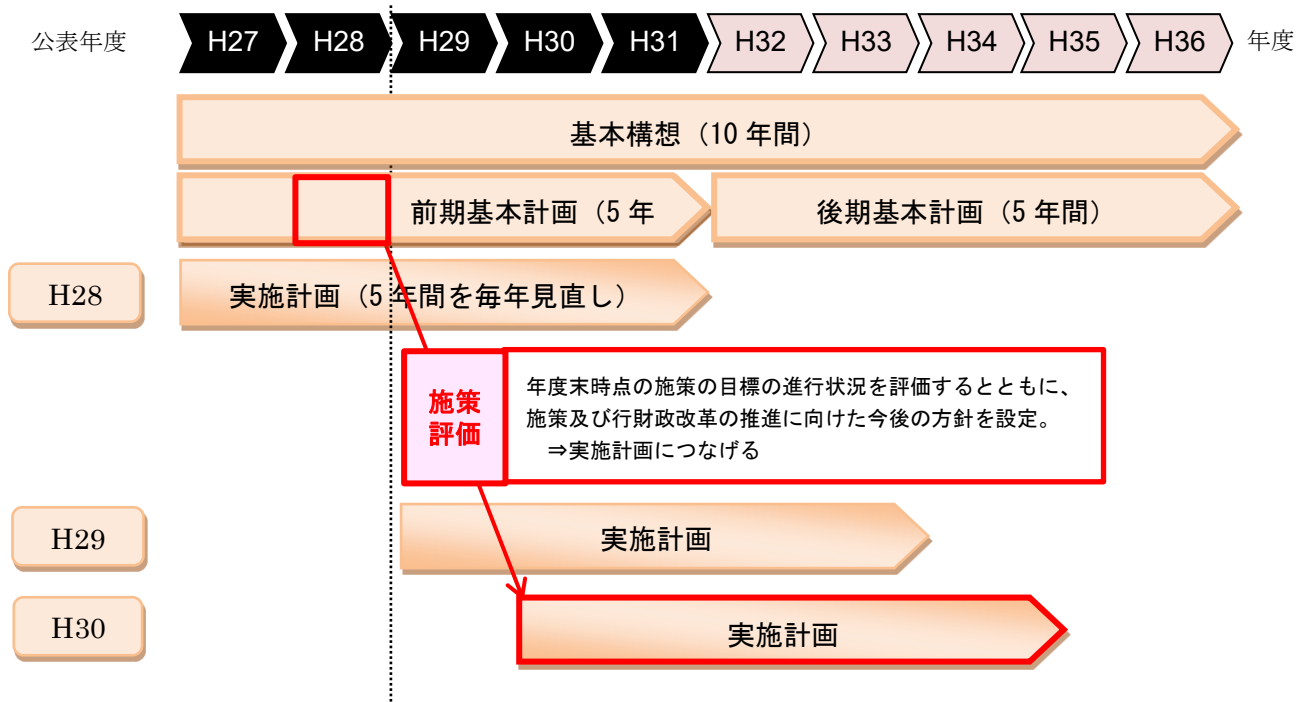 公表年度 H27 H28 H29 H30 H31 H32 H33 H34 H35 H36 年度
基本構想（10 年間）
前期基本計画（5 年
後期基本計画（5 年間）
H28
実施計画（5 年間を毎年見直し）
施策
評価
年度末時点の施策の目標の進行状況を評価するとともに、
施策及び行財政改革の推進に向けた今後の方針を設定。
⇒実施計画につなげる
H29
実施計画
H30
実施計画